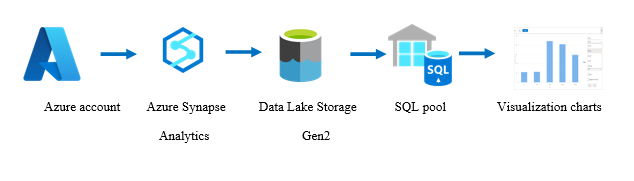 SQL
Azure account
Azure Synapse
Analytics
Data Lake Storage
Gen2
SQL pool
Visualization charts